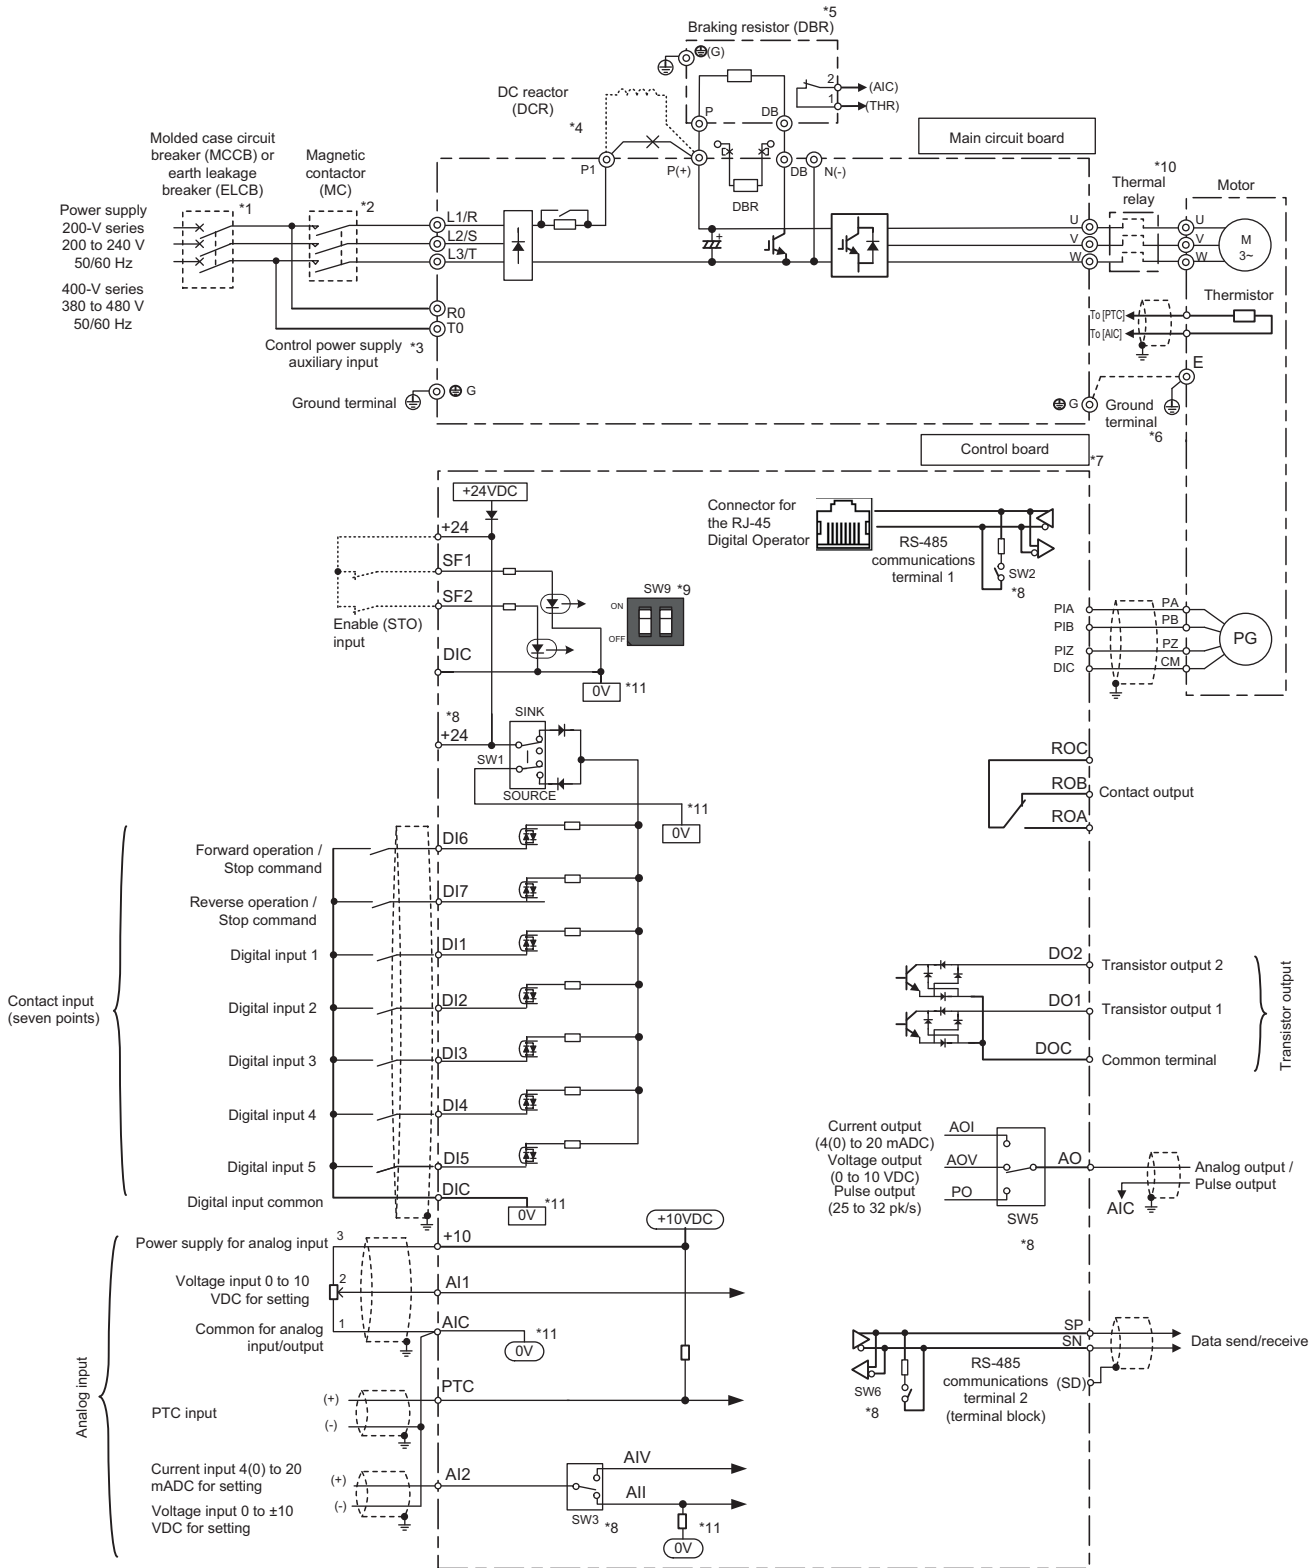 *5
Braking resistor (DBR)
(G)
2
(AIC)
1
(THR)
P
DB
DC reactor
(DCR)
*4
Main circuit board
Molded case circuit
breaker (MCCB) or
earth leakage
breaker (ELCB)
*1
Magnetic
contactor
(MC)
*2
P1
P(+)
DB
N(-)
DBR
*10
Thermal
relay
Motor
Power supply
200-V series
200 to 240 V
50/60 Hz
400-V series
380 to 480 V
50/60 Hz
L1/R
L2/S
L3/T
+
U
V
W
U
V
W
M
3~
R0
T0
Control power supply
auxiliary input
*3
Thermistor
To [PTC]
To [AIC]
E
Ground terminal
G
G
Ground
terminal
*6
Control board
*7
+24VDC
+24
SF1
SF2
Enable (STO)
input
DIC
0V
*11
SW9
*9
ON
OFF
Connector for
the RJ-45
Digital Operator
RS-485
communications
terminal 1
SW2
*8
PIA
PIB
PIZ
DIC
PA
PB
PZ
CM
PG
*8
+24
SINK
SW1
SOURCE
*11
0V
ROC
ROB
ROA
Contact output
Contact input
(seven points)
Forward operation /
Stop command
DI6
Reverse operation /
Stop command
DI7
Digital input 1
DI1
Digital input 2
DI2
Digital input 3
DI3
Digital input 4
DI4
Digital input 5
DI5
Digital input common
DIC
0V
*11
DO2
Transistor output 2
DO1
Transistor output 1
DOC
Common terminal
Transistor output
Current output
(4(0) to 20 mADC)
Voltage output
(0 to 10 VDC)
Pulse output
(25 to 32 pk/s)
AOI
AOV
PO
SW5
*8
AO
AIC
Analog output /
Pulse output
Analog input
Power supply for analog input
3
+10
+10VDC
Voltage input 0 to 10
VDC for setting
2
AI1
Common for analog
input/output
1
AIC
0V
*11
PTC input
(+)
(-)
PTC
Current input 4(0) to 20
mADC for setting
Voltage input 0 to ±10
VDC for setting
(+)
(-)
AI2
SW3
*8
AIV
AII
*11
0V
SP
SN
(SD)
Data send/receive
RS-485
communications
terminal 2
(terminal block)
SW6
*8